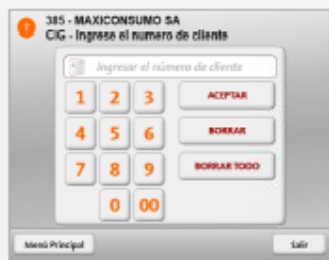 385 - MAXICONSUMO SA
CIG - Ingrese el numero de cliente
Ingresar el número de cliente
1 2 3 ACEPTAR
4 5 6 BORRAR
7 8 9 BORRAR TODO
0 00
Menú Principal Salir